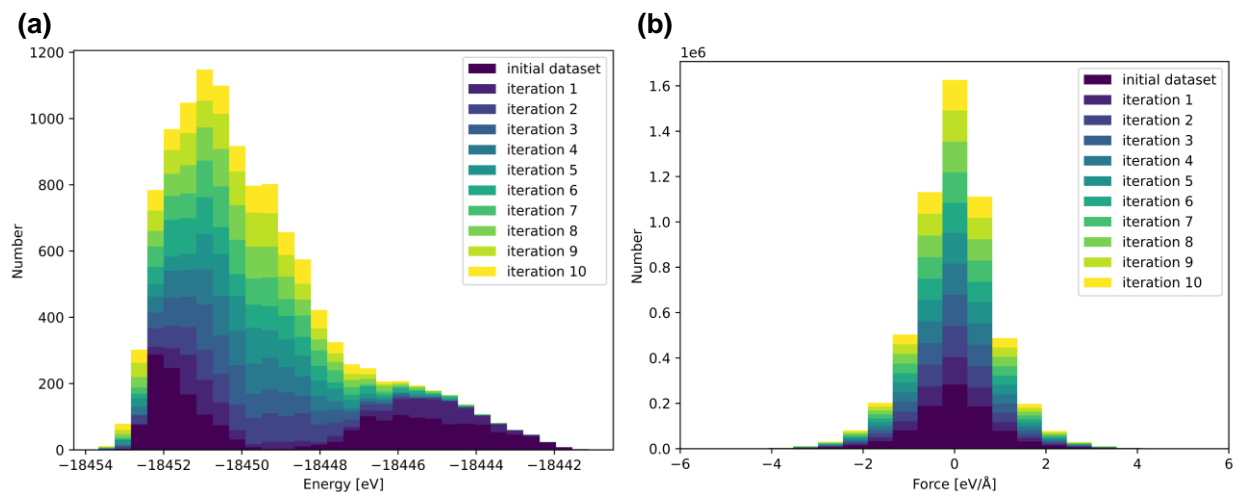 (a)
1200
1000
800
600
400
200
0
Number
−18454 −18452 −18450 −18448 −18446 −18444 −18442
Energy [eV]
initial dataset
iteration 1
iteration 2
iteration 3
iteration 4
iteration 5
iteration 6
iteration 7
iteration 8
iteration 9
iteration 10
(b)
1e6
1.6
1.4
1.2
1.0
0.8
0.6
0.4
0.2
0.0
Number
−6 −4 −2 0 2 4 6
Force [eV/Å]
initial dataset
iteration 1
iteration 2
iteration 3
iteration 4
iteration 5
iteration 6
iteration 7
iteration 8
iteration 9
iteration 10